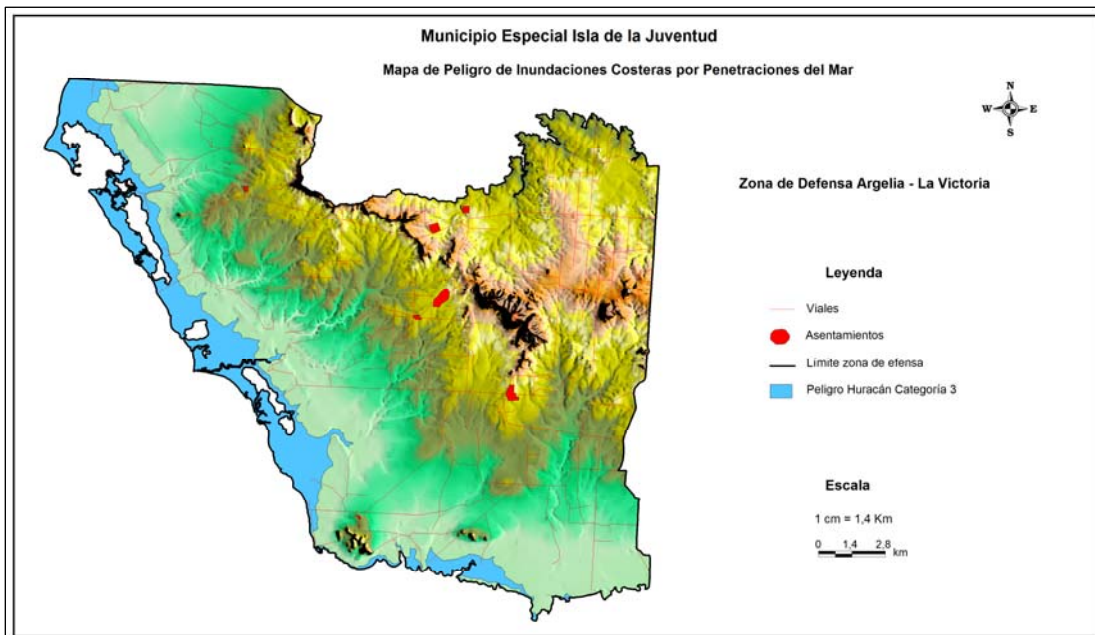 Municipio Especial Isla de la Juventud
Mapa de Peligro de Inundaciones Costeras por Penetraciones del Mar
N
W E
S
Zona de Defensa Argelia - La Victoria
Leyenda
Viales
Asentamientos
Límite zona de efensa
Peligro Huracán Categoría 3
Escala
1 cm = 1,4 Km
0 1,4 2,8
km